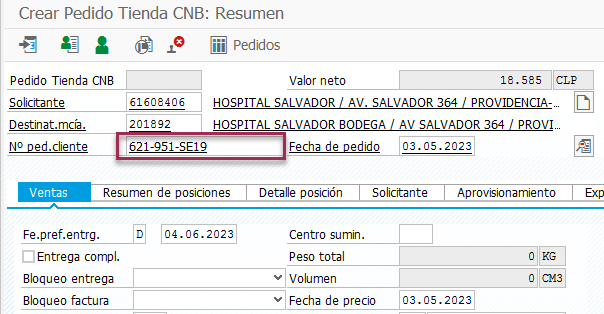 Crear Pedido Tienda CNB: Resumen
Pedidos
Pedido Tienda CNB Valor neto 18.585 CLP
Solicitante 61608406 HOSPITAL SALVADOR / AV. SALVADOR 364 / PROVIDENCIA-...
Destinat.mcía. 201892 HOSPITAL SALVADOR BODEGA / AV SALVADOR 364 / PROVI...
Nº ped.cliente 621-951-SE19 Fecha de pedido 03.05.2023
Ventas Resumen de posiciones Detalle posición Solicitante Aprovisionamiento Exp
Fe.pref.entrg. D 04.06.2023 Centro sumin.
Entrega compl. Peso total 0 KG
Bloqueo entrega Volumen 0 CM3
Bloqueo factura Fecha de precio 03.05.2023